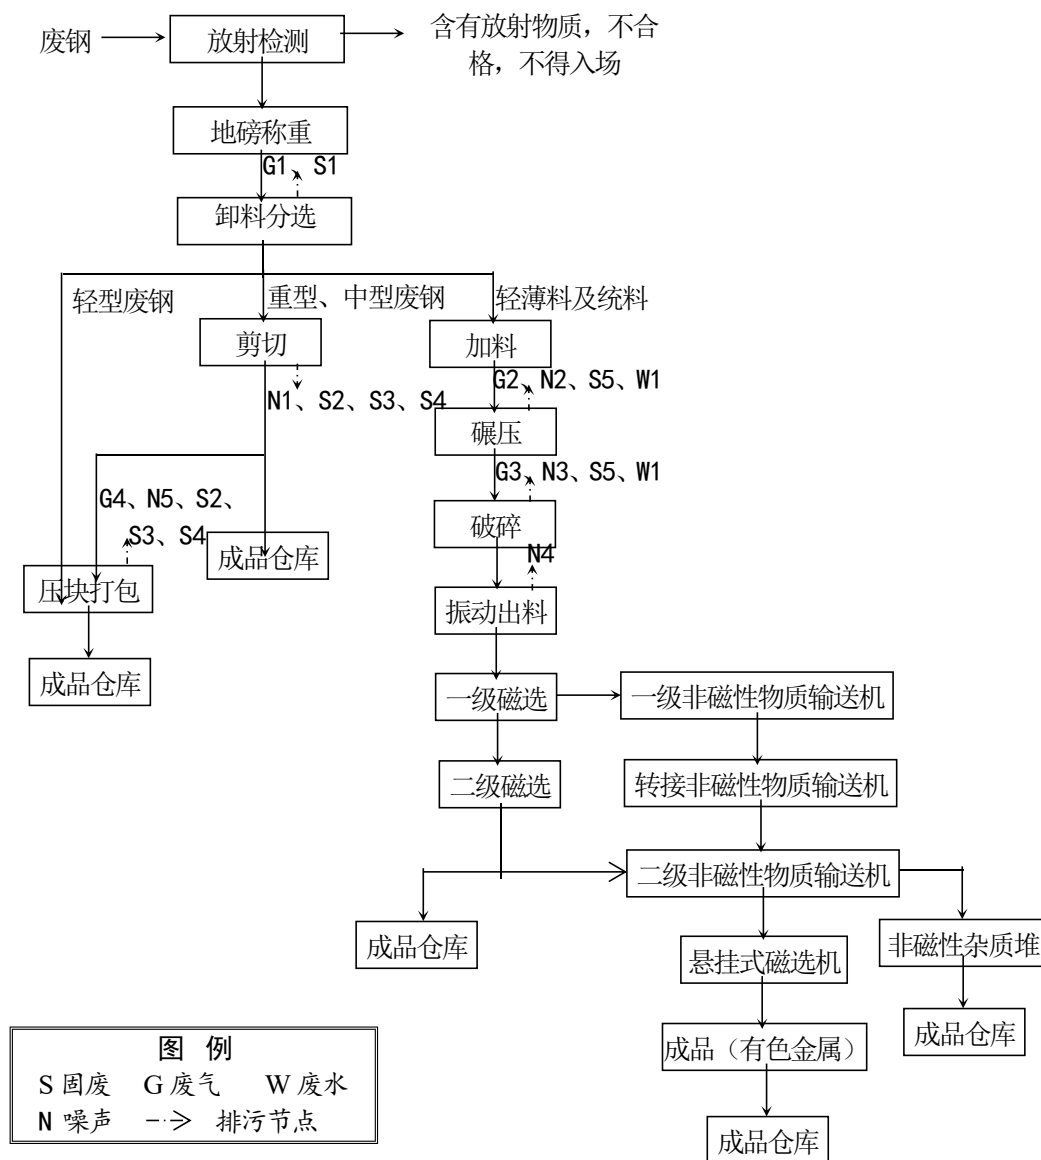 废钢
放射检测
含有放射物质，不合
格，不得入场
地磅称重
G1、S1
卸料分选
轻型废钢
重型、中型废钢
轻薄料及统料
剪切
加料
N1、S2、S3、S4
G2、N2、S5、W1
碾压
G3、N3、S5、W1
G4、N5、S2、
S3、S4
破碎
成品仓库
N4
压块打包
振动出料
成品仓库
一级磁选
一级非磁性物质输送机
二级磁选
转接非磁性物质输送机
二级非磁性物质输送机
成品仓库
悬挂式磁选机
非磁性杂质堆
成品（有色金属）
成品仓库
成品仓库
图 例
S 固废 G 废气 W 废水
N 噪声 排污节点